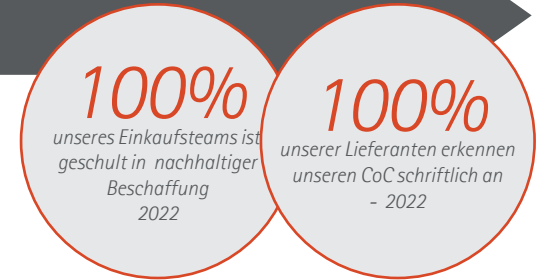 100%
unseres Einkaufsteams ist
geschult in nachhaltiger
Beschaffung
2022
100%
unserer Lieferanten erkennen
unseren CoC schriftlich an
- 2022